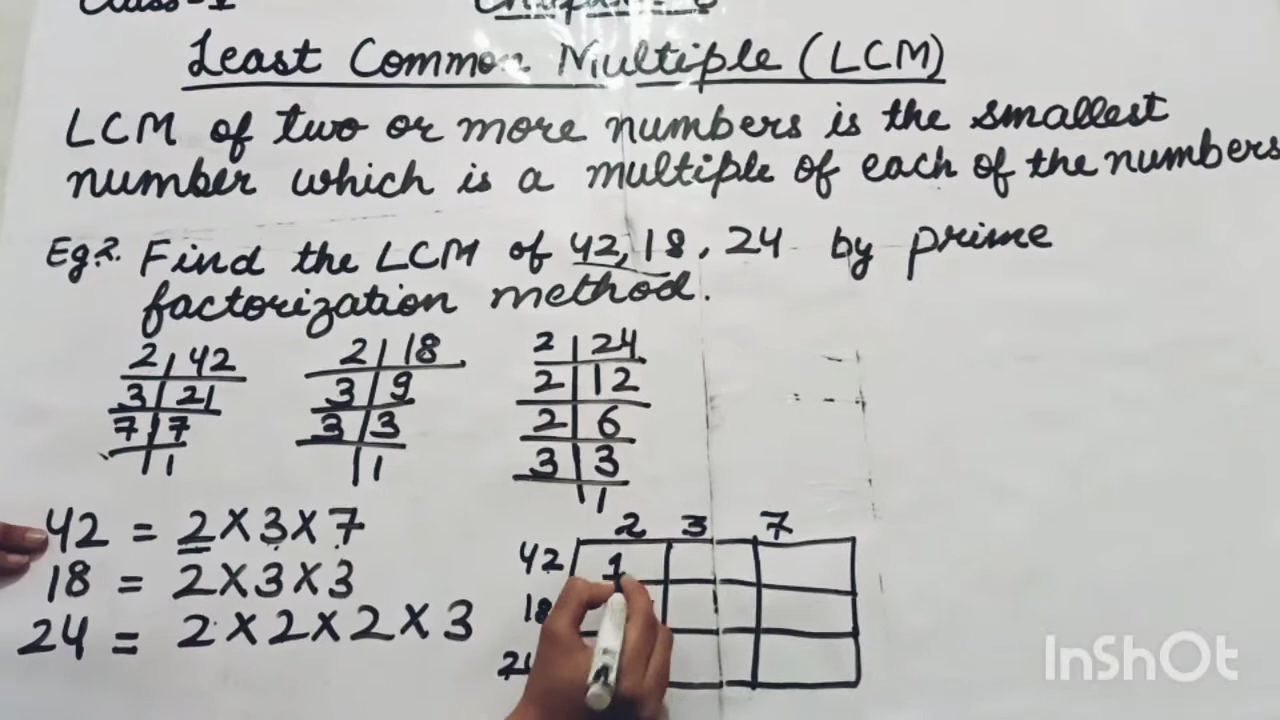 Least Common Multiple (LCM)
LCM of two or more numbers is the smallest
number which is a multiple of each of the numbers
Eg2. Find the LCM of 42, 18, 24 by prime
factorization method.
2 42
3 21
7 7
1
2 18
3 9
3 3
1
2 24
2 12
2 6
3 3
1
42 = 2 × 3 × 7
18 = 2 × 3 × 3
24 = 2 × 2 × 2 × 3
2 3 7
42 1
18
InShOt